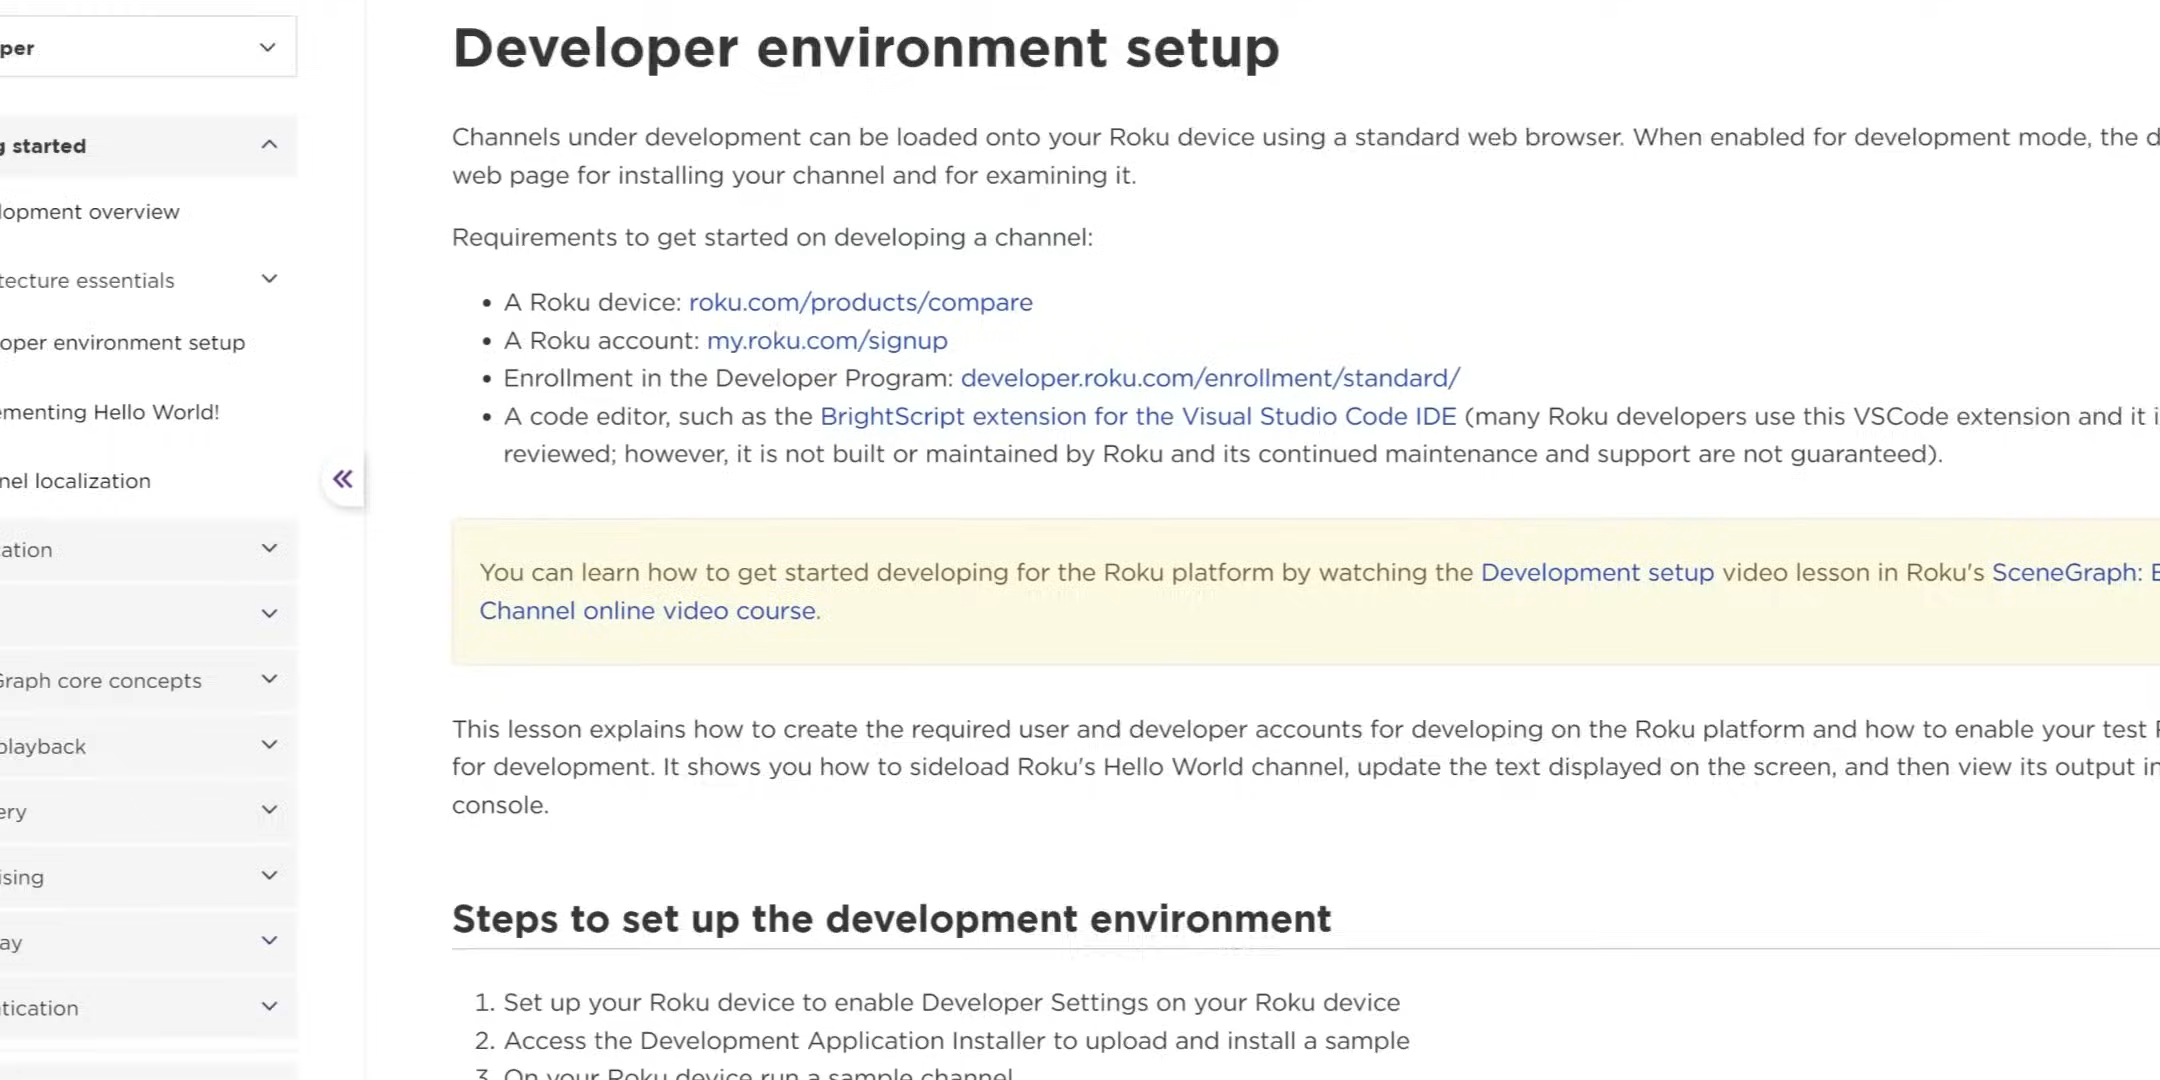 per
Developer environment setup
g started
Channels under development can be loaded onto your Roku device using a standard web browser. When enabled for development mode, the d
web page for installing your channel and for examining it.
lopment overview
Requirements to get started on developing a channel:
tecture essentials
• A Roku device: roku.com/products/compare
oper environment setup
• A Roku account: my.roku.com/signup
• Enrollment in the Developer Program: developer.roku.com/enrollment/standard/
ementing Hello World!
• A code editor, such as the BrightScript extension for the Visual Studio Code IDE (many Roku developers use this VSCode extension and it i
reviewed; however, it is not built or maintained by Roku and its continued maintenance and support are not guaranteed).
nel localization
ation
You can learn how to get started developing for the Roku platform by watching the Development setup video lesson in Roku's SceneGraph: B
Channel online video course.
Graph core concepts
playback
This lesson explains how to create the required user and developer accounts for developing on the Roku platform and how to enable your test R
for development. It shows you how to sideload Roku's Hello World channel, update the text displayed on the screen, and then view its output in
console.
ery
ising
Steps to set up the development environment
ay
tication
1. Set up your Roku device to enable Developer Settings on your Roku device
2. Access the Development Application Installer to upload and install a sample
3. On your Roku device run a sample channel